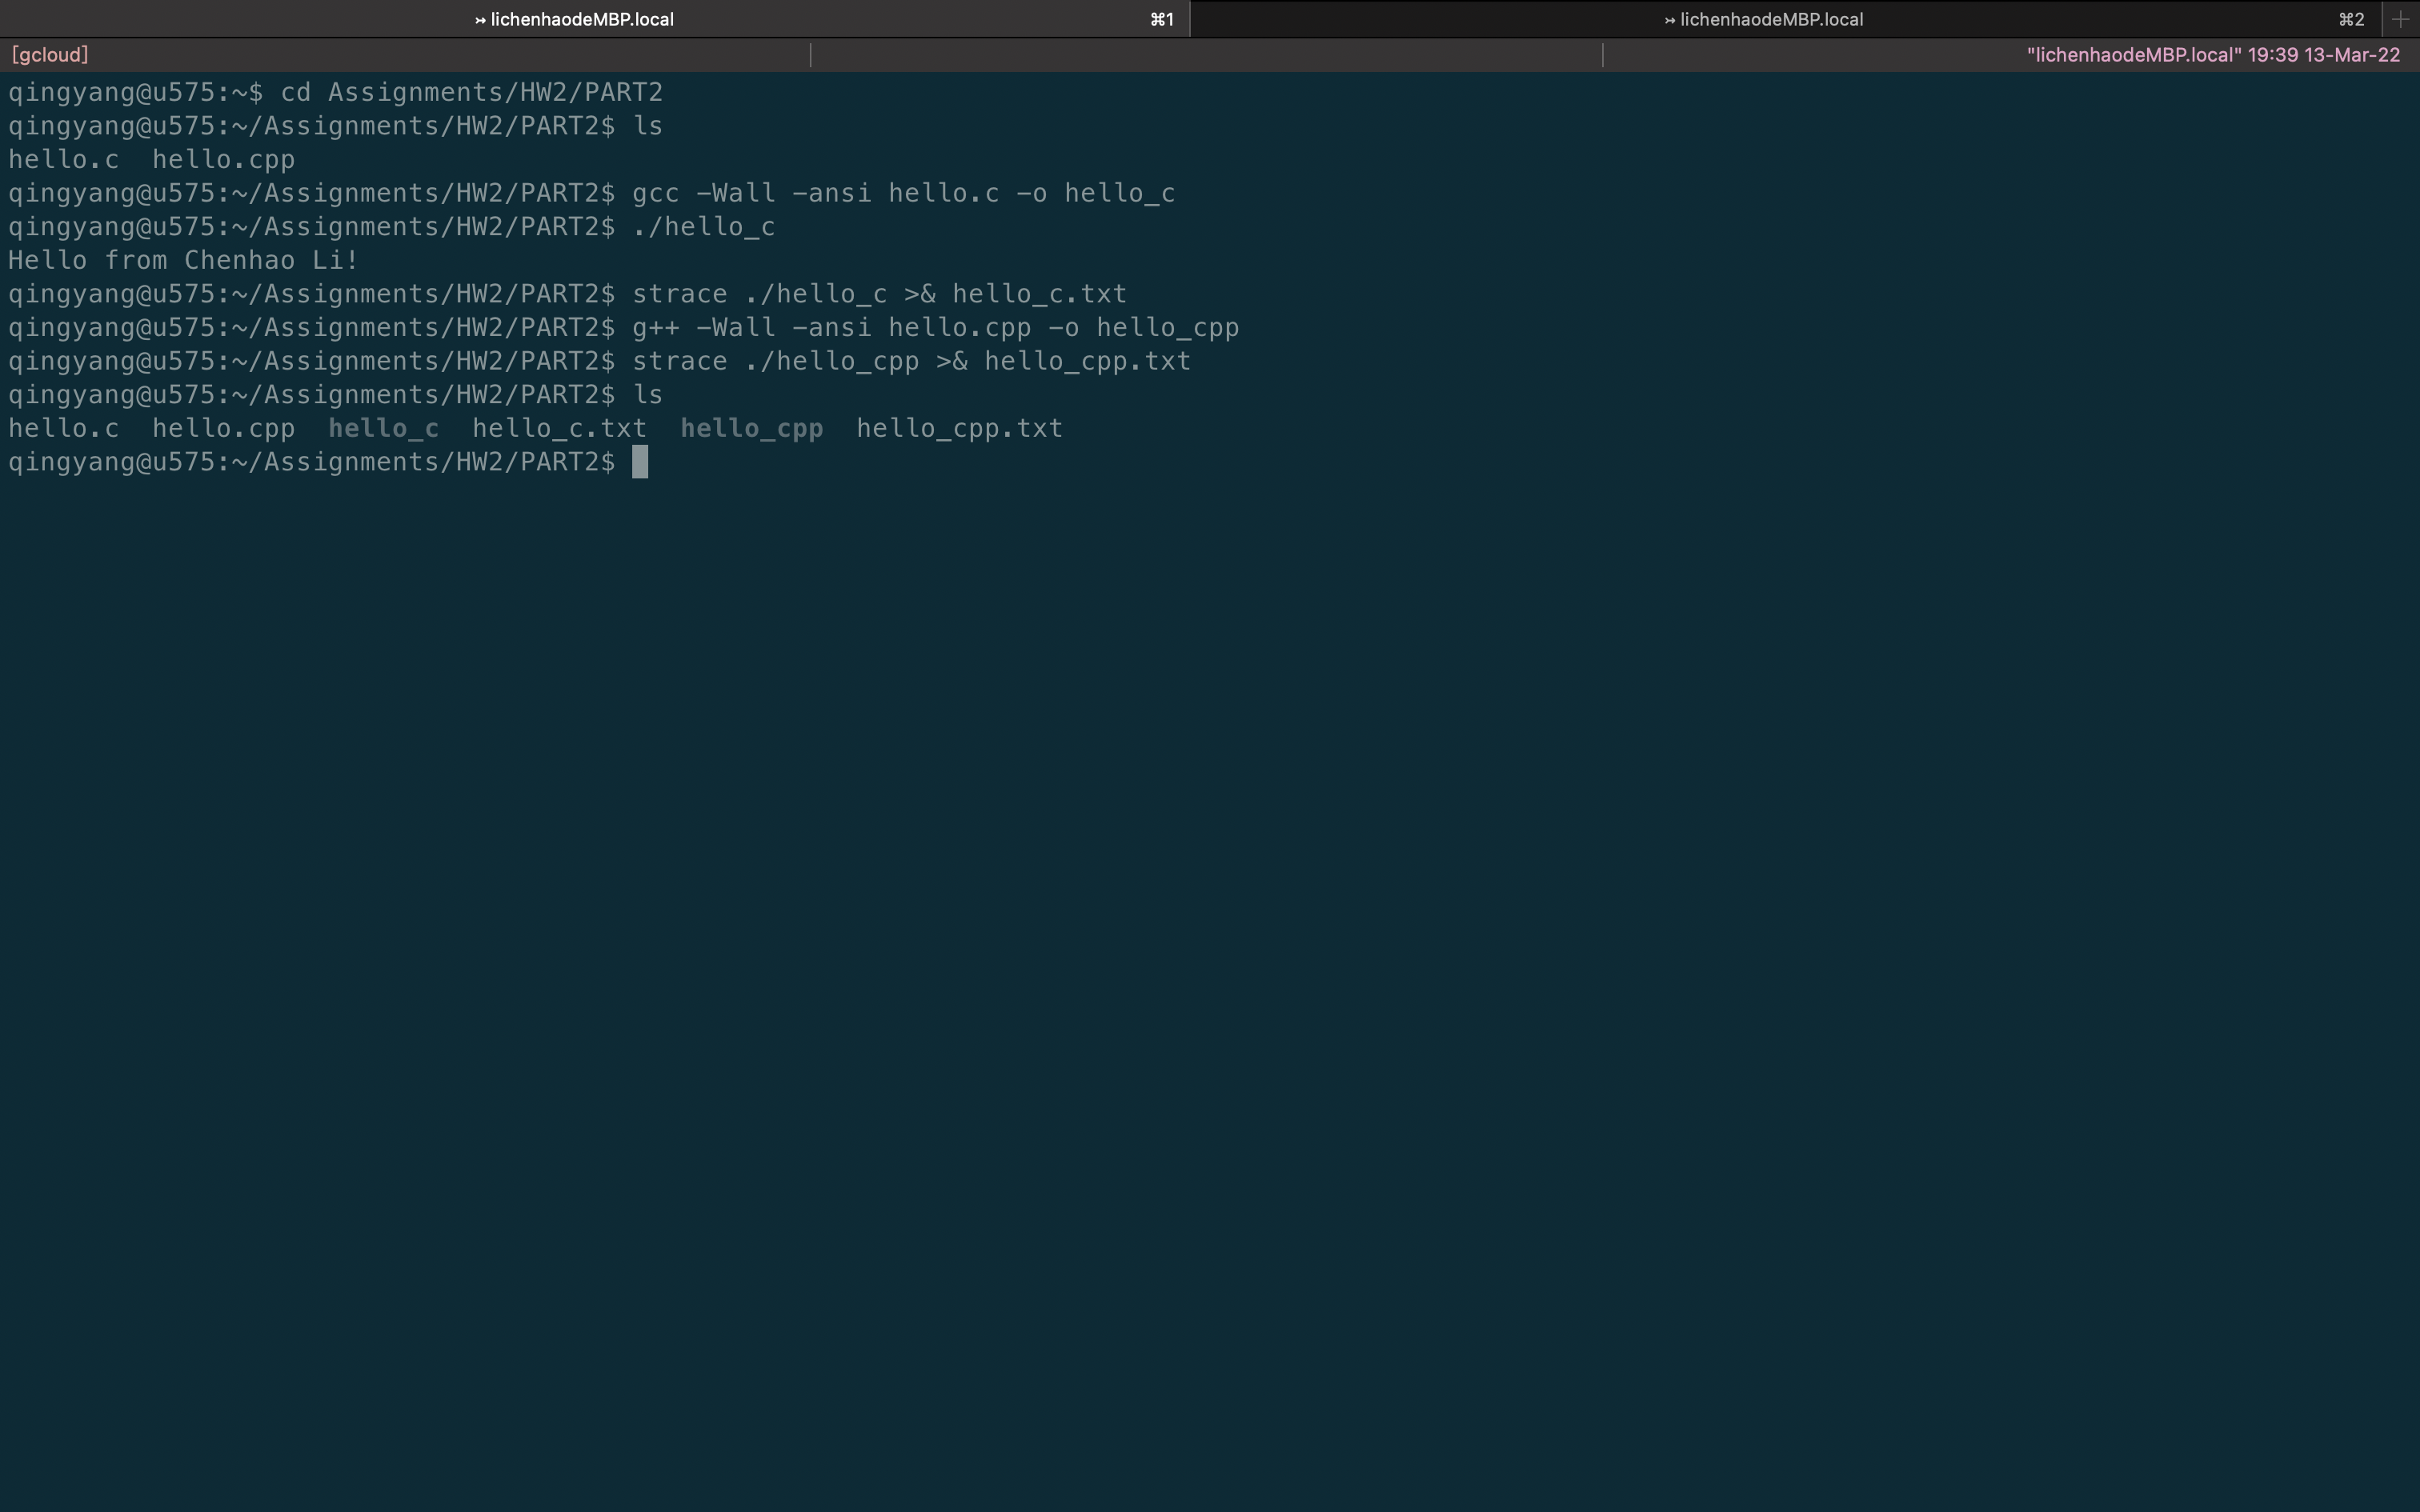 ↣ lichenhaodeMBP.local ⌘1 ↣ lichenhaodeMBP.local ⌘2 +
[gcloud] "lichenhaodeMBP.local" 19:39 13-Mar-22
qingyang@u575:~$ cd Assignments/HW2/PART2
qingyang@u575:~/Assignments/HW2/PART2$ ls
hello.c  hello.cpp
qingyang@u575:~/Assignments/HW2/PART2$ gcc -Wall -ansi hello.c -o hello_c
qingyang@u575:~/Assignments/HW2/PART2$ ./hello_c
Hello from Chenhao Li!
qingyang@u575:~/Assignments/HW2/PART2$ strace ./hello_c >& hello_c.txt
qingyang@u575:~/Assignments/HW2/PART2$ g++ -Wall -ansi hello.cpp -o hello_cpp
qingyang@u575:~/Assignments/HW2/PART2$ strace ./hello_cpp >& hello_cpp.txt
qingyang@u575:~/Assignments/HW2/PART2$ ls
hello.c  hello.cpp  hello_c  hello_c.txt  hello_cpp  hello_cpp.txt
qingyang@u575:~/Assignments/HW2/PART2$